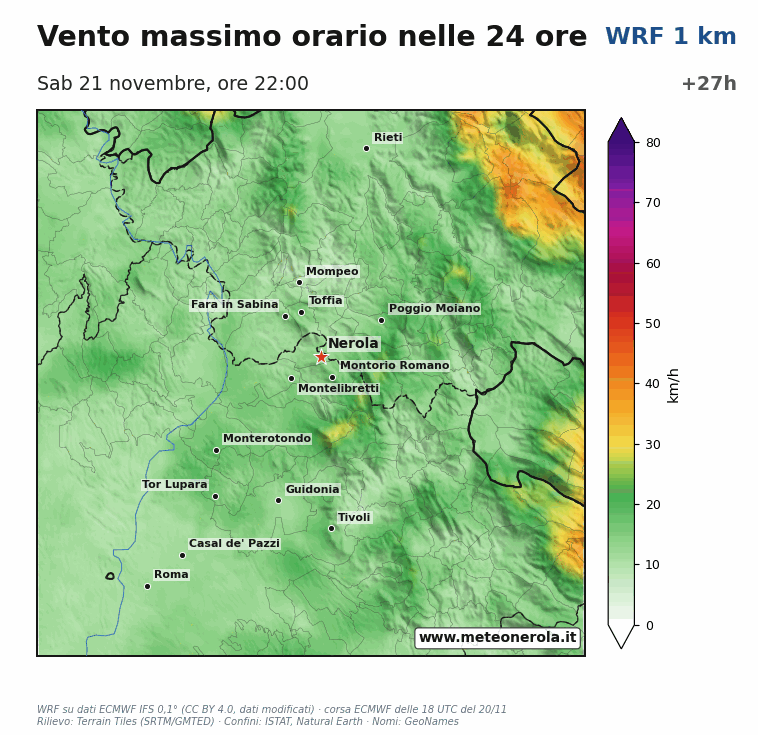 Vento massimo orario nelle 24 ore WRF 1 km
Sab 21 novembre, ore 22:00 +27h
Rieti
Mompeo
Fara in Sabina
Toffia
Poggio Moiano
Nerola
Montorio Romano
Montelibretti
Monterotondo
Tor Lupara
Guidonia
Tivoli
Casal de' Pazzi
Roma
www.meteonerola.it
80
70
60
50
40
30
20
10
0
km/h
WRF su dati ECMWF IFS 0,1° (CC BY 4.0, dati modificati) · corsa ECMWF delle 18 UTC del 20/11
Rilievo: Terrain Tiles (SRTM/GMTED) · Confini: ISTAT, Natural Earth · Nomi: GeoNames